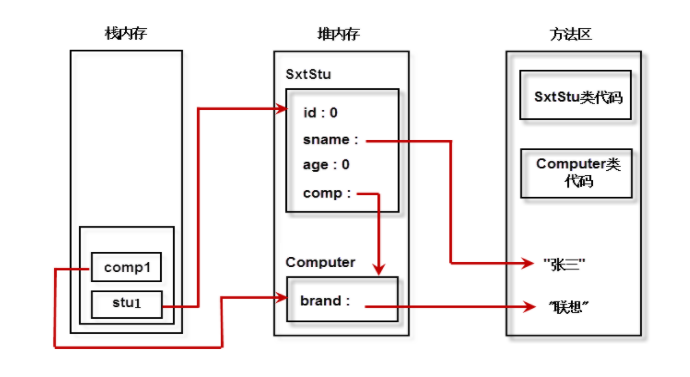 栈内存
堆内存
方法区
SxtStu
id : 0
sname :
age : 0
comp :
Computer
brand :
comp1
stu1
SxtStu类代码
Computer类
代码
"张三"
"联想"